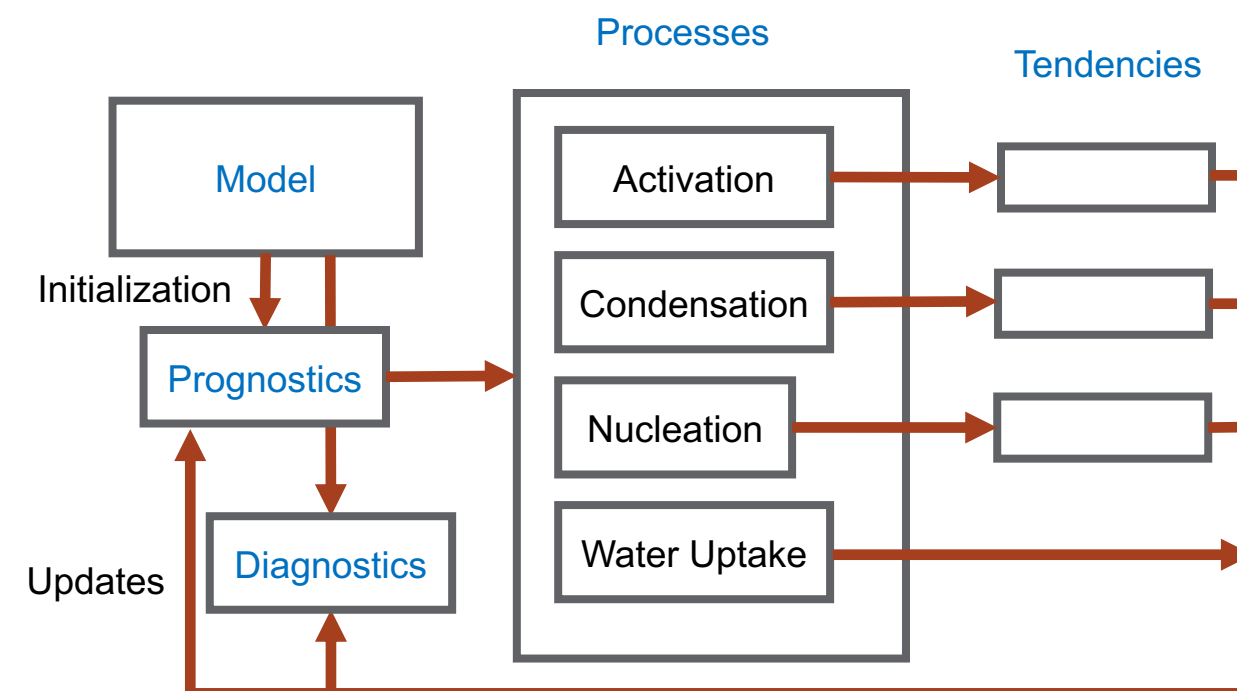 Processes
Tendencies
Model
Activation
Initialization
Condensation
Prognostics
Nucleation
Water Uptake
Diagnostics
Updates